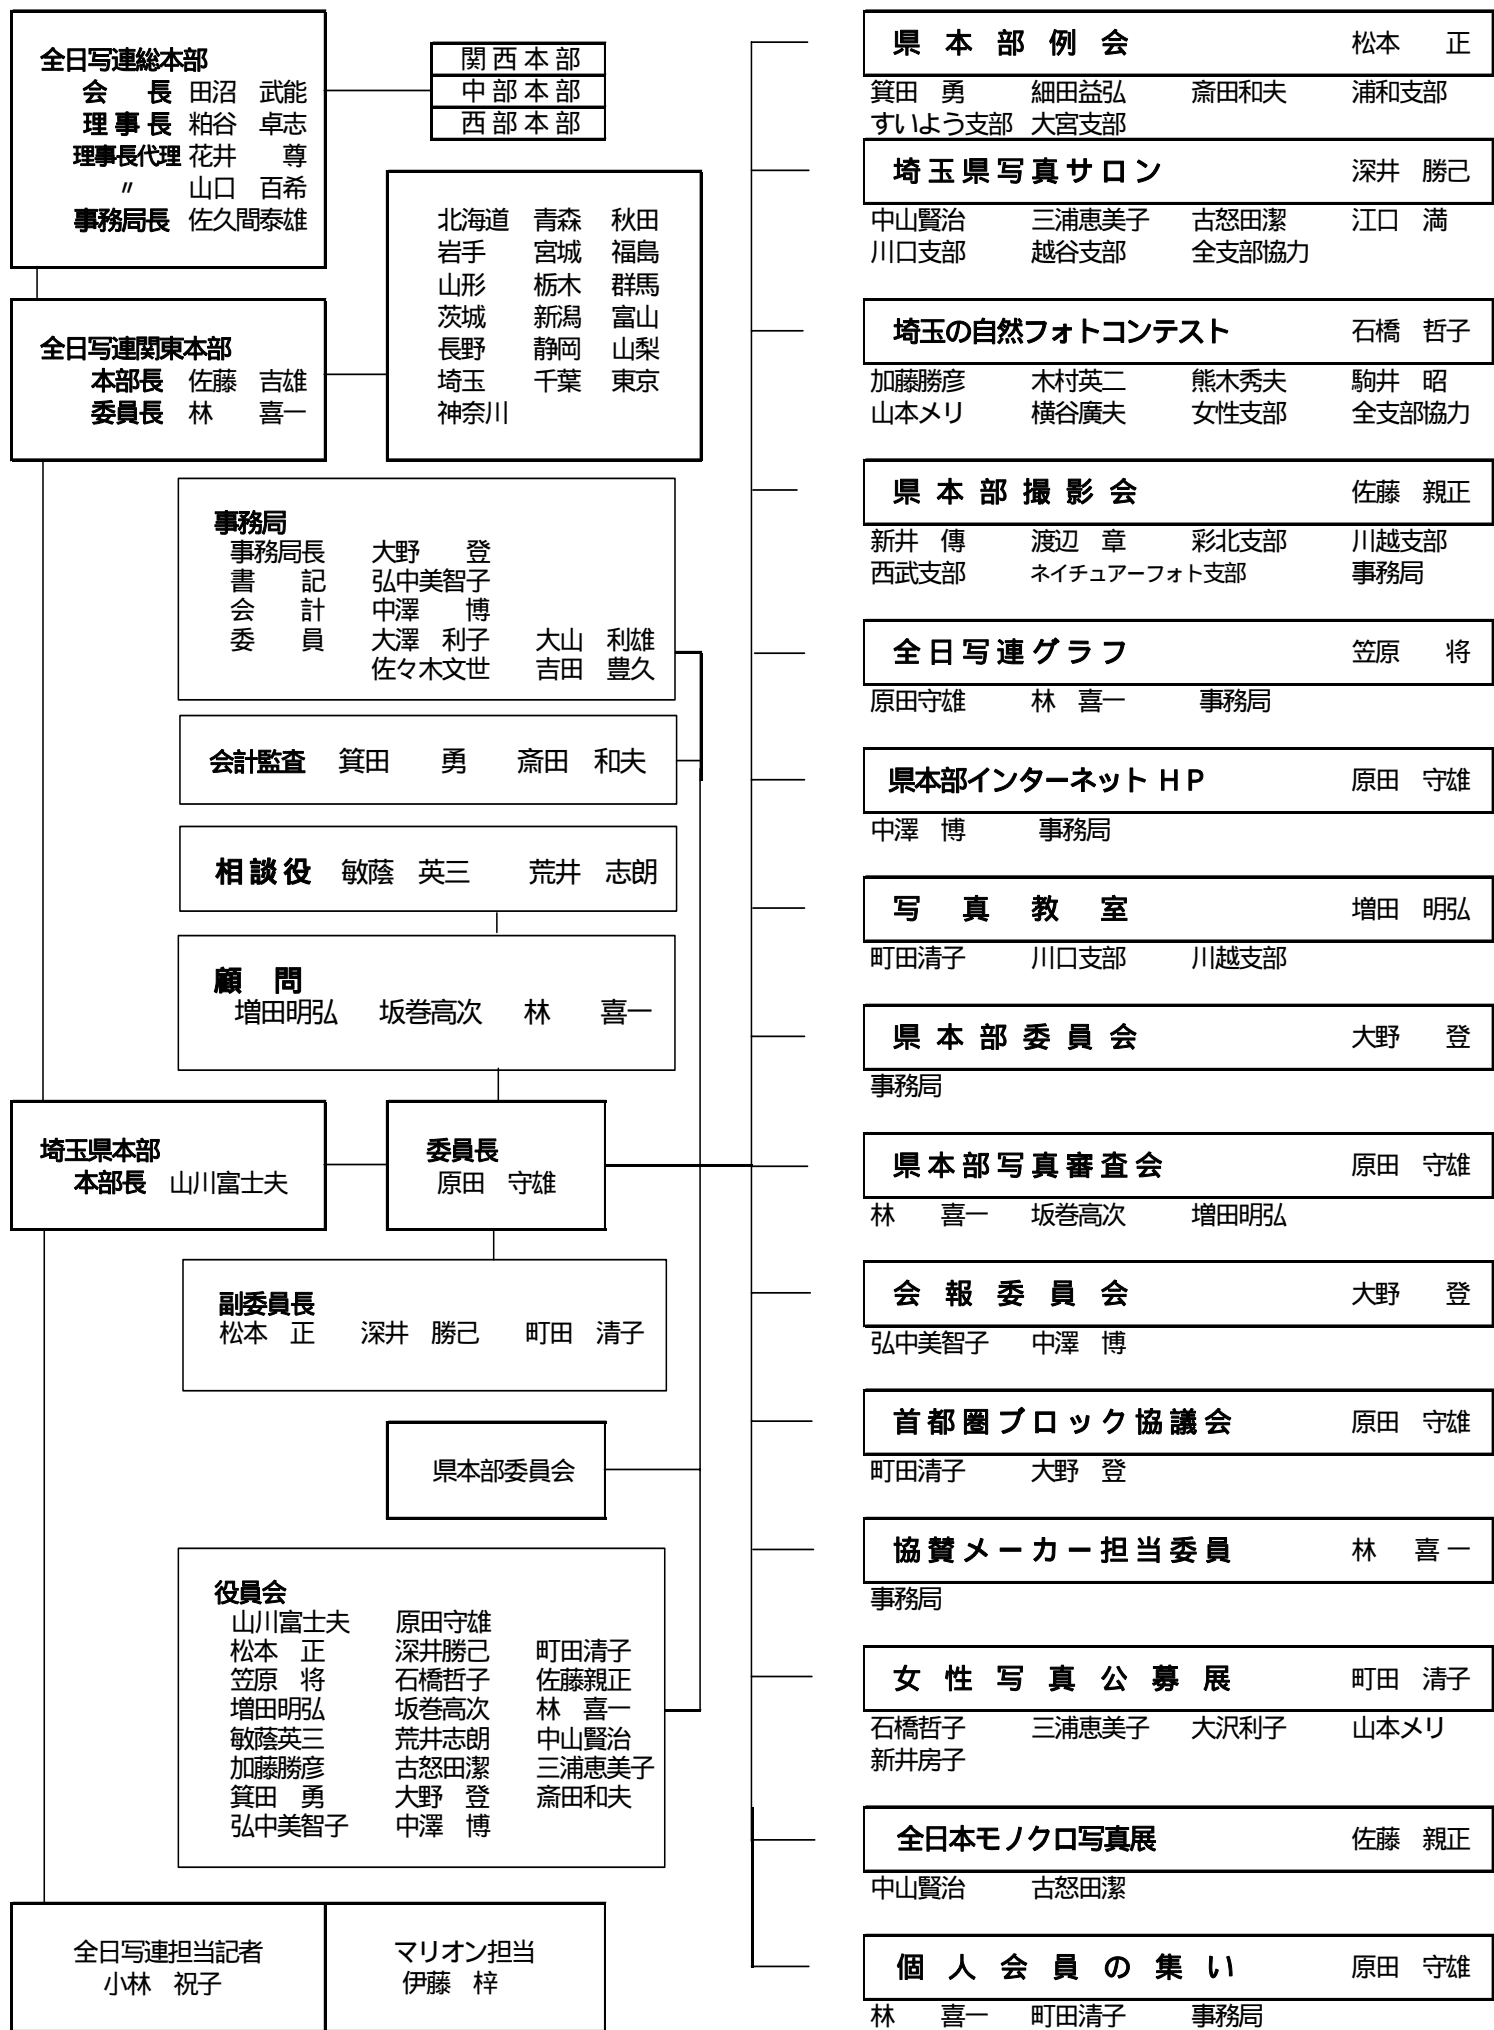 全日写連総本部
会　　長 田沼　武能
理 事 長 粕谷　卓志
理事長代理 花井　　尊
〃 山口　百希
事務局長 佐久間泰雄
関 西 本 部
中 部 本 部
西 部 本 部
北海道 青森 秋田
岩手 宮城 福島
山形 栃木 群馬
茨城 新潟 富山
長野 静岡 山梨
埼玉 千葉 東京
神奈川
全日写連関東本部
本部長 佐藤　吉雄
委員長 林　　喜一
事務局
事務局長 大野　　登
書　　記 弘中美智子
会　　計 中澤　　博
委　　員 大澤　利子 大山　利雄
佐々木文世 吉田　豊久
会計監査 箕田　　勇 斎田　和夫
相 談 役 敏蔭　英三 荒井　志朗
顧　問
増田明弘 坂巻高次 林　　喜一
埼玉県本部
本部長 山川富士夫
委員長
原田　守雄
副委員長
松本　正 深井　勝己 町田　清子
県本部委員会
役員会
山川富士夫 原田守雄
松本　正 深井勝己 町田清子
笠原　将 石橋哲子 佐藤親正
増田明弘 坂巻高次 林　喜一
敏蔭英三 荒井志朗 中山賢治
加藤勝彦 古怒田潔 三浦恵美子
箕田　勇 大野　登 斎田和夫
弘中美智子 中澤　博
全日写連担当記者
小林　祝子
マリオン担当
伊藤　梓
県 本 部 例 会 松本　　正
箕田　勇 細田益弘 斎田和夫 浦和支部
すいよう支部 大宮支部
埼 玉 県 写 真 サ ロ ン 深井　勝己
中山賢治 三浦恵美子 古怒田潔 江口　満
川口支部 越谷支部 全支部協力
埼玉の自然フォトコンテスト 石橋　哲子
加藤勝彦 木村英二 熊木秀夫 駒井　昭
山本メリ 横谷廣夫 女性支部 全支部協力
県 本 部 撮 影 会 佐藤　親正
新井　傳 渡辺　章 彩北支部 川越支部
西武支部 ネイチュアーフォト支部 事務局
全 日 写 連 グ ラ フ 笠原　　将
原田守雄 林　喜一 事務局
県本部インターネット ＨＰ 原田　守雄
中澤　博 事務局
写　真　教　室 増田　明弘
町田清子 川口支部 川越支部
県 本 部 委 員 会 大野　　登
事務局
県 本 部 写 真 審 査 会 原田　守雄
林　　喜一 坂巻高次 増田明弘
会 報 委 員 会 大野　　登
弘中美智子 中澤　博
首 都 圏 ブ ロ ッ ク 協 議 会 原田　守雄
町田清子 大野　登
協 賛 メ ー カ ー 担 当 委 員 林　喜 一
事務局
女 性 写 真 公 募 展 町田　清子
石橋哲子 三浦恵美子 大沢利子 山本メリ
新井房子
全日本モノクロ写真展 佐藤　親正
中山賢治 古怒田潔
個 人 会 員 の 集 い 原田　守雄
林　　喜一 町田清子 事務局